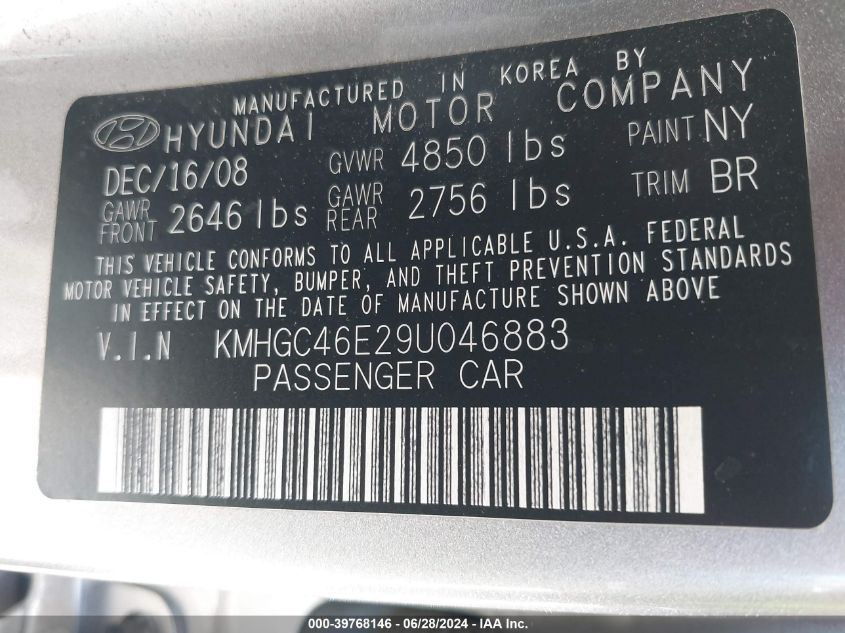 MANUFACTURED IN KOREA BY
HYUNDAI MOTOR COMPANY
DEC/16/08 GVWR 4850 lbs PAINT NY
GAWR FRONT 2646 lbs GAWR REAR 2756 lbs TRIM BR
THIS VEHICLE CONFORMS TO ALL APPLICABLE U.S.A. FEDERAL
MOTOR VEHICLE SAFETY, BUMPER, AND THEFT PREVENTION STANDARDS
IN EFFECT ON THE DATE OF MANUFACTURE SHOWN ABOVE
V.I.N KMHGC46E29U046883
PASSENGER CAR
000-39768146 - 06/28/2024 - IAA Inc.